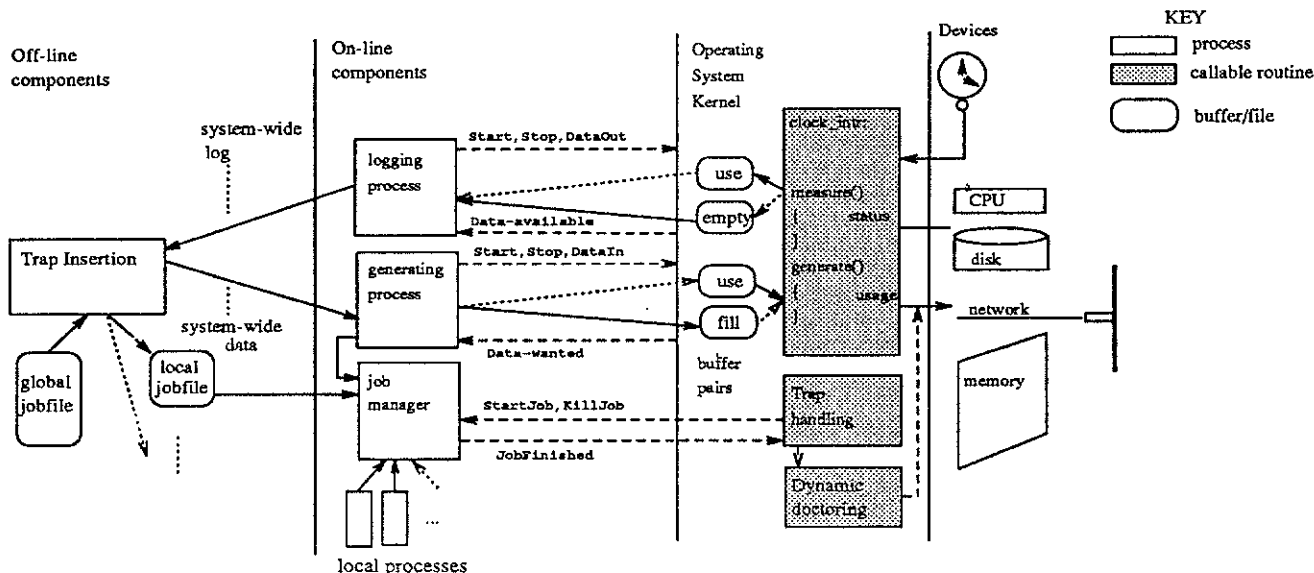 Off-line
components
On-line
components
Operating
System
Kernel
Devices
KEY
process
callable routine
buffer/file
system-wide
log
logging
process
Start,Stop,DataOut
use
empty
Data-available
clock_intr:
measure()
{
}
status
generate()
{
}
usage
CPU
disk
network
memory
Trap Insertion
generating
process
Start,Stop,DataIn
use
fill
Data-wanted
buffer
pairs
system-wide
data
global
jobfile
local
jobfile
job
manager
StartJob,KillJob
JobFinished
Trap
handling
Dynamic
doctoring
...
local processes